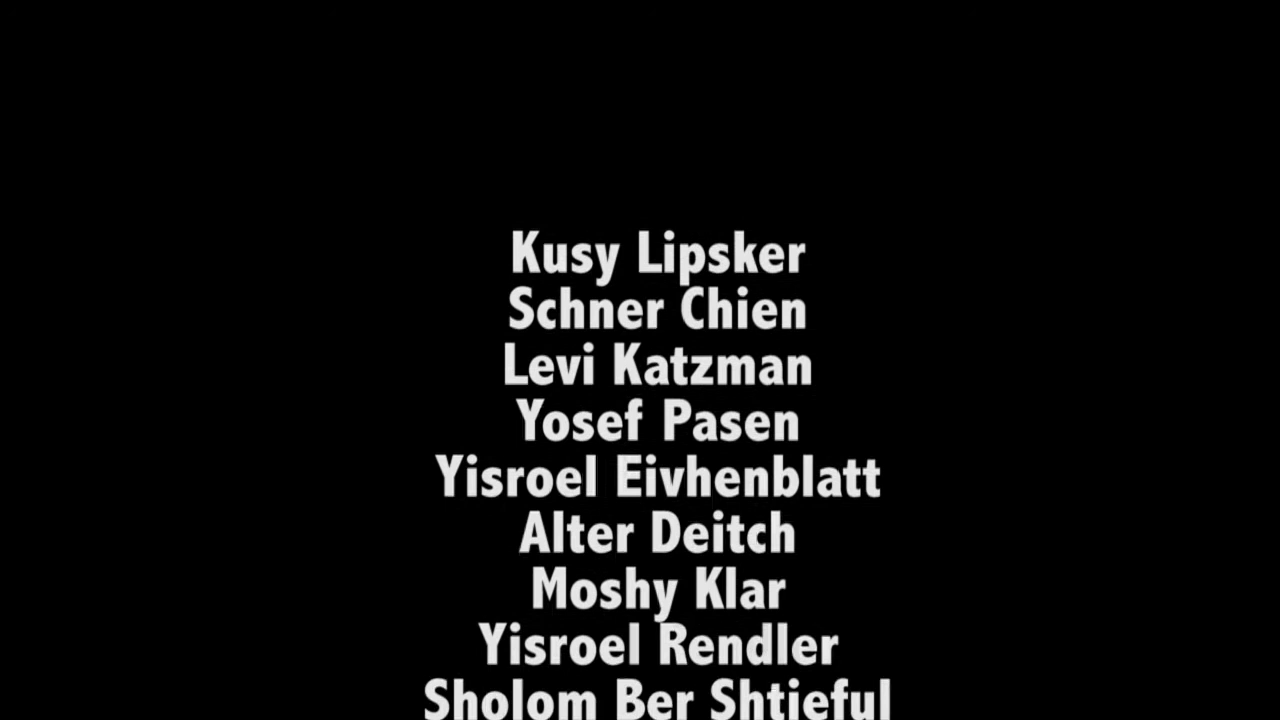 Kusy Lipsker
Schner Chien
Levi Katzman
Yosef Pasen
Yisroel Eivhenblatt
Alter Deitch
Moshy Klar
Yisroel Rendler
Sholom Ber Shtieful